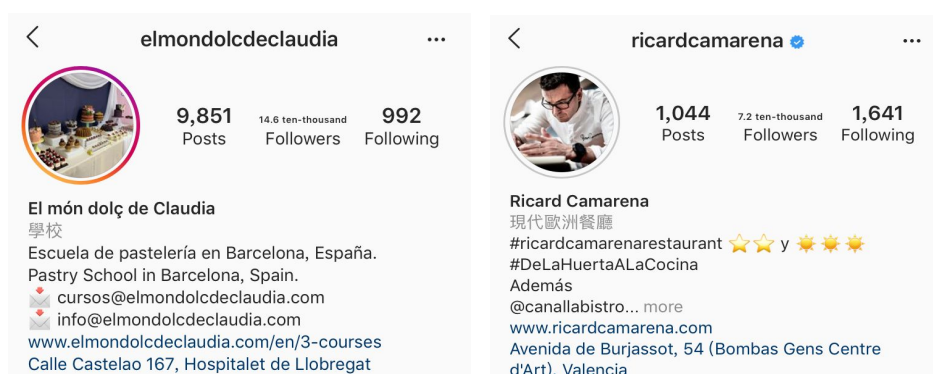 elmondolcdeclaudia
9,851 14.6 ten-thousand 992
Posts Followers Following
El món dolç de Claudia
學校
Escuela de pastelería en Barcelona, España.
Pastry School in Barcelona, Spain.
cursos@elmondolcdeclaudia.com
info@elmondolcdeclaudia.com
www.elmondolcdeclaudia.com/en/3-courses
Calle Castelao 167, Hospitalet de Llobregat
ricardcamarena
1,044 7.2 ten-thousand 1,641
Posts Followers Following
Ricard Camarena
現代歐洲餐廳
#ricardcamarenarestaurant ⭐⭐ y ☀️☀️☀️
#DeLaHuertaALaCocina
Además
@canallabistro... more
www.ricardcamarena.com
Avenida de Burjassot, 54 (Bombas Gens Centre
d'Art), Valencia